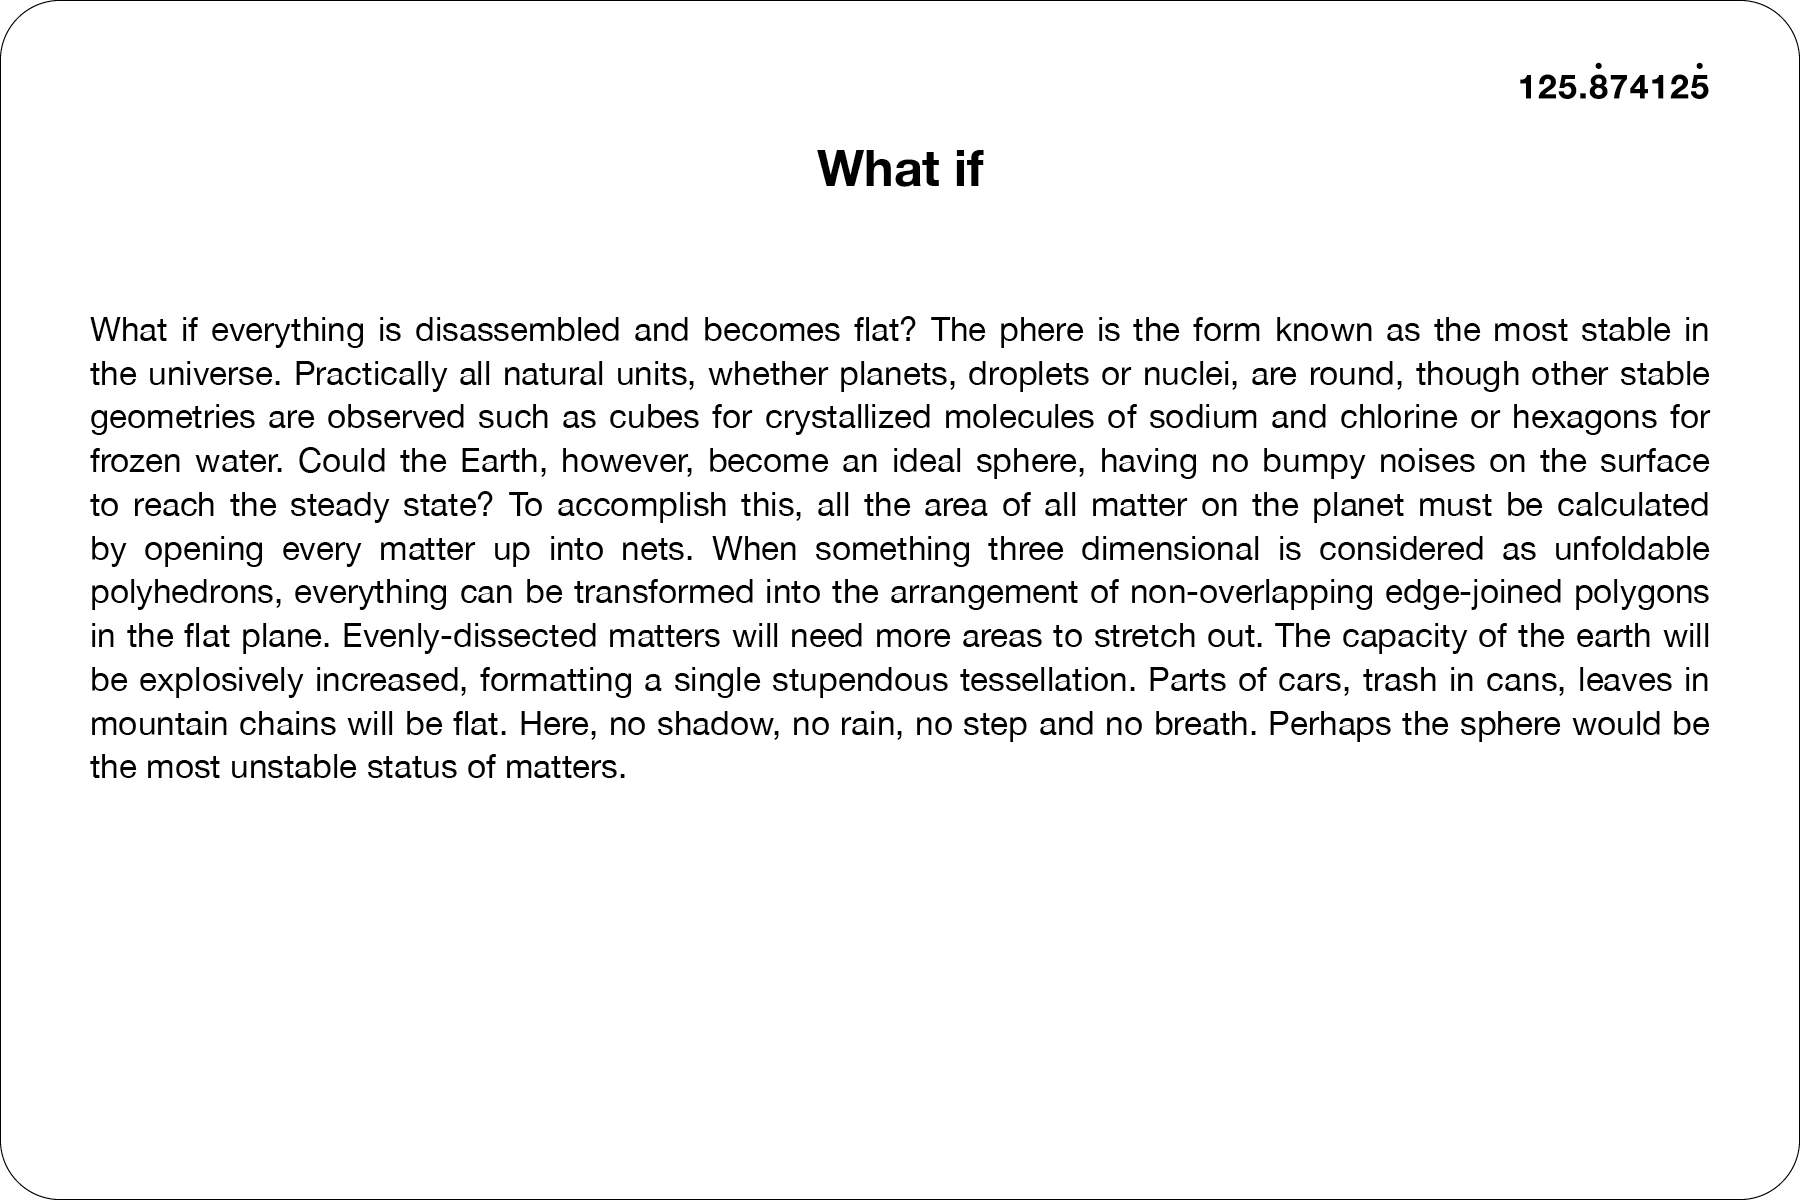 125.8̇74125̇
What if
What if everything is disassembled and becomes flat? The phere is the form known as the most stable in
the universe. Practically all natural units, whether planets, droplets or nuclei, are round, though other stable
geometries are observed such as cubes for crystallized molecules of sodium and chlorine or hexagons for
frozen water. Could the Earth, however, become an ideal sphere, having no bumpy noises on the surface
to reach the steady state? To accomplish this, all the area of all matter on the planet must be calculated
by opening every matter up into nets. When something three dimensional is considered as unfoldable
polyhedrons, everything can be transformed into the arrangement of non-overlapping edge-joined polygons
in the flat plane. Evenly-dissected matters will need more areas to stretch out. The capacity of the earth will
be explosively increased, formatting a single stupendous tessellation. Parts of cars, trash in cans, leaves in
mountain chains will be flat. Here, no shadow, no rain, no step and no breath. Perhaps the sphere would be
the most unstable status of matters.